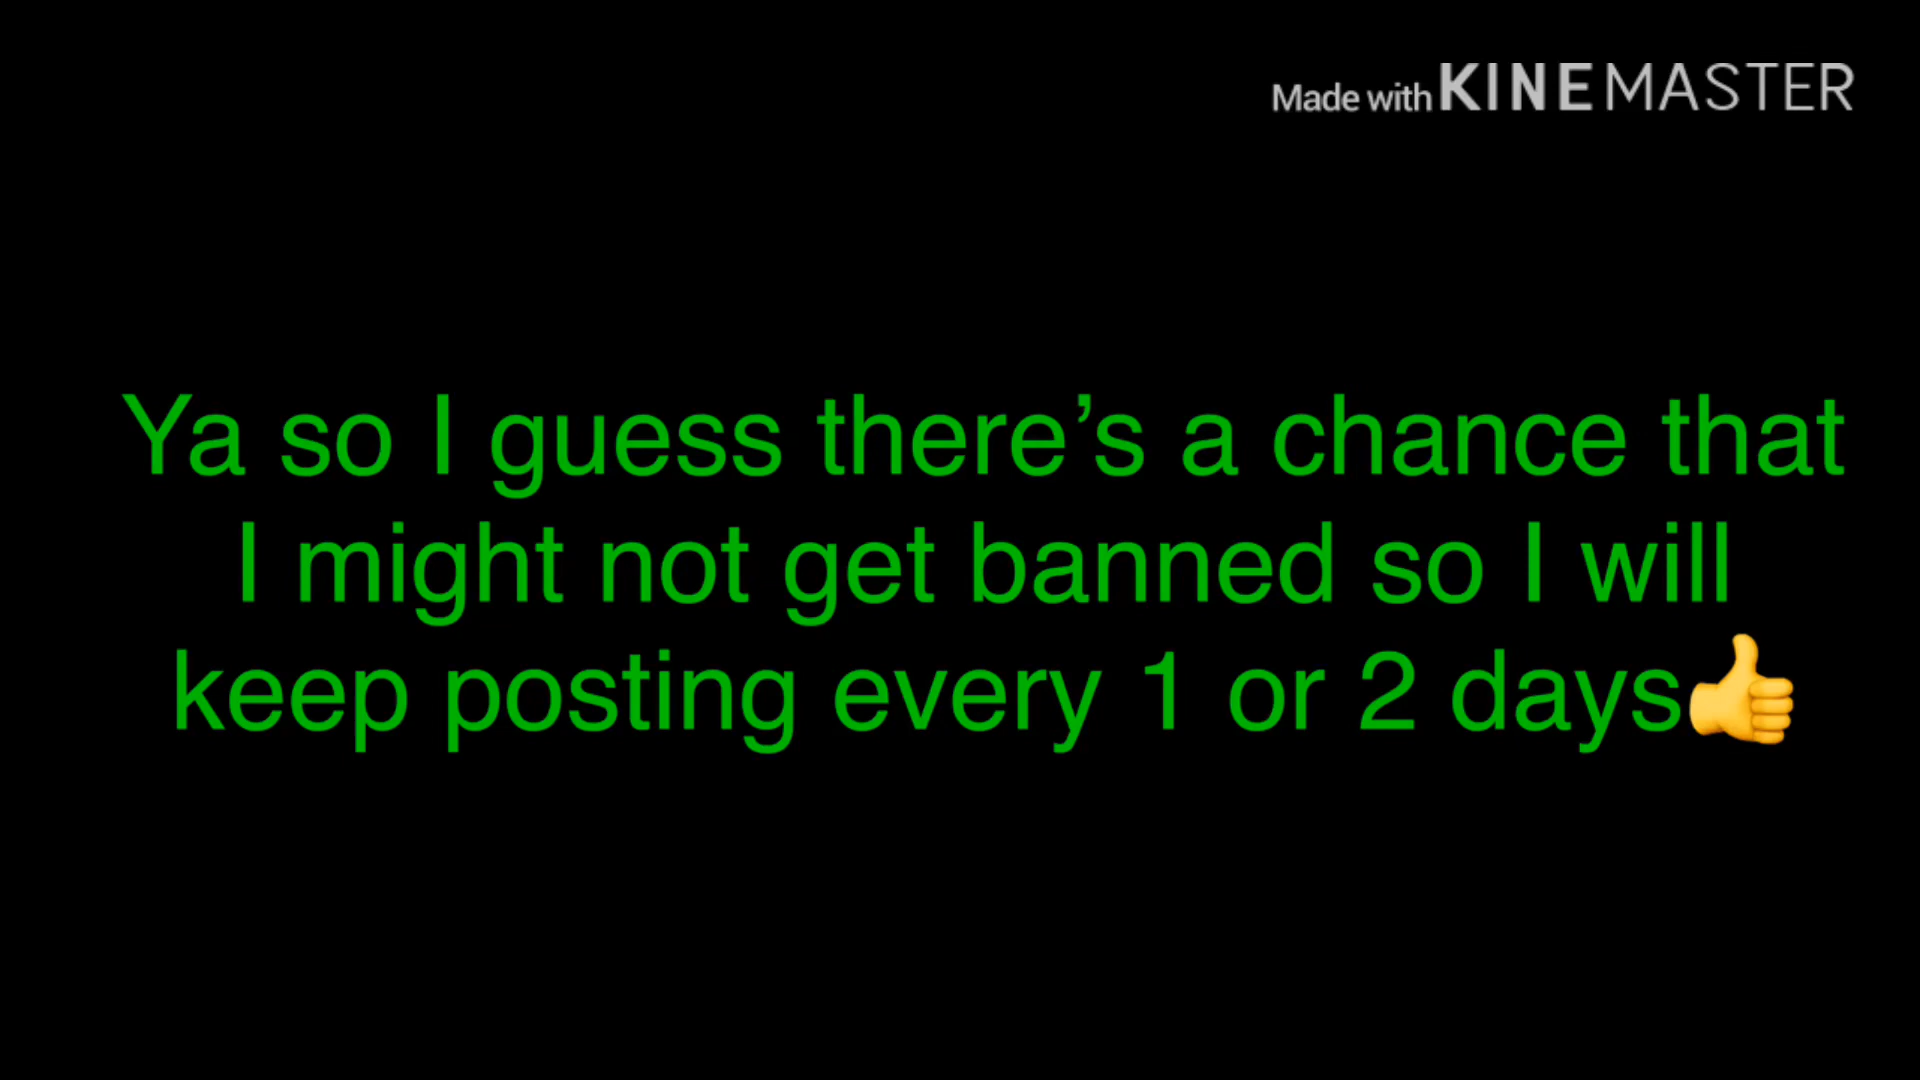 Made with KINEMASTER
Ya so I guess there’s a chance that
I might not get banned so I will
keep posting every 1 or 2 days👍